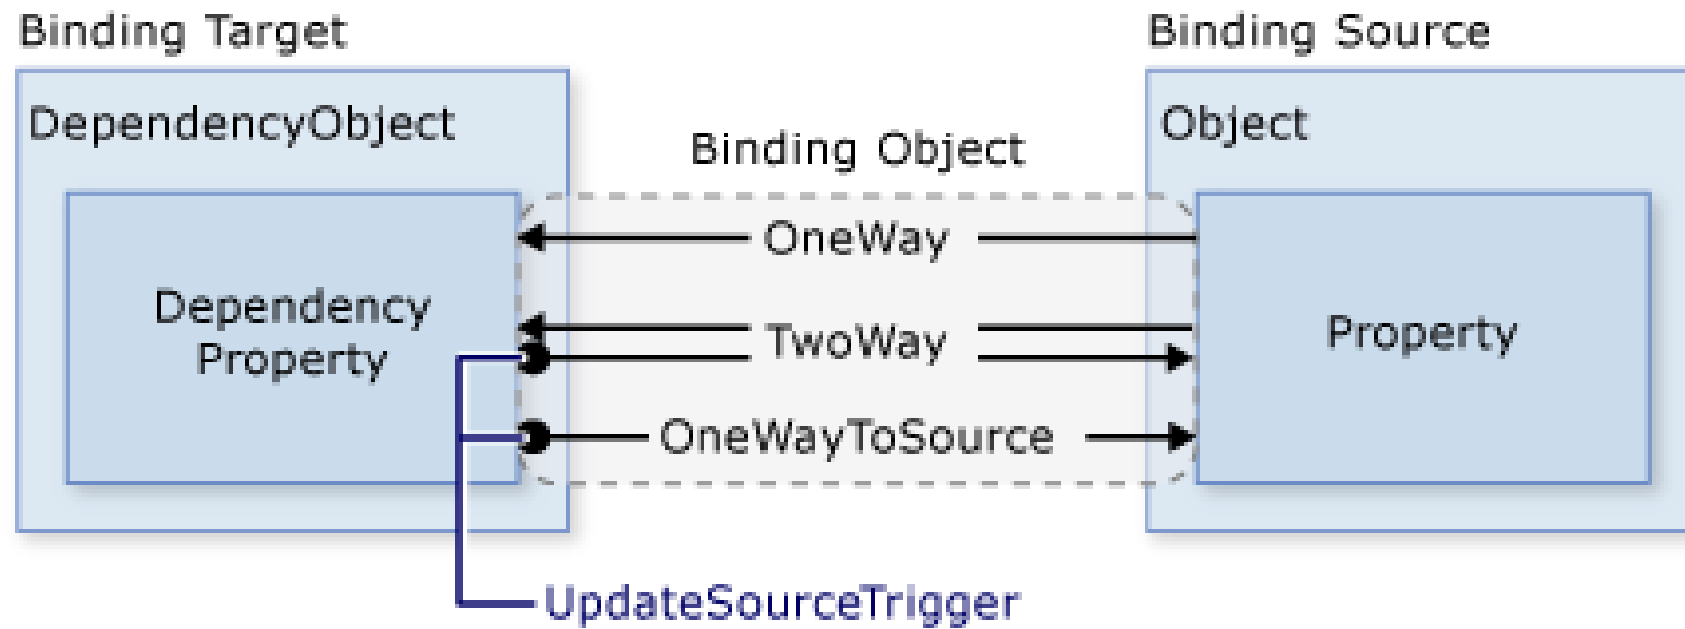 Binding Target
Binding Source
DependencyObject
Object
Binding Object
OneWay
Dependency
Property
TwoWay
Property
OneWayToSource
UpdateSourceTrigger